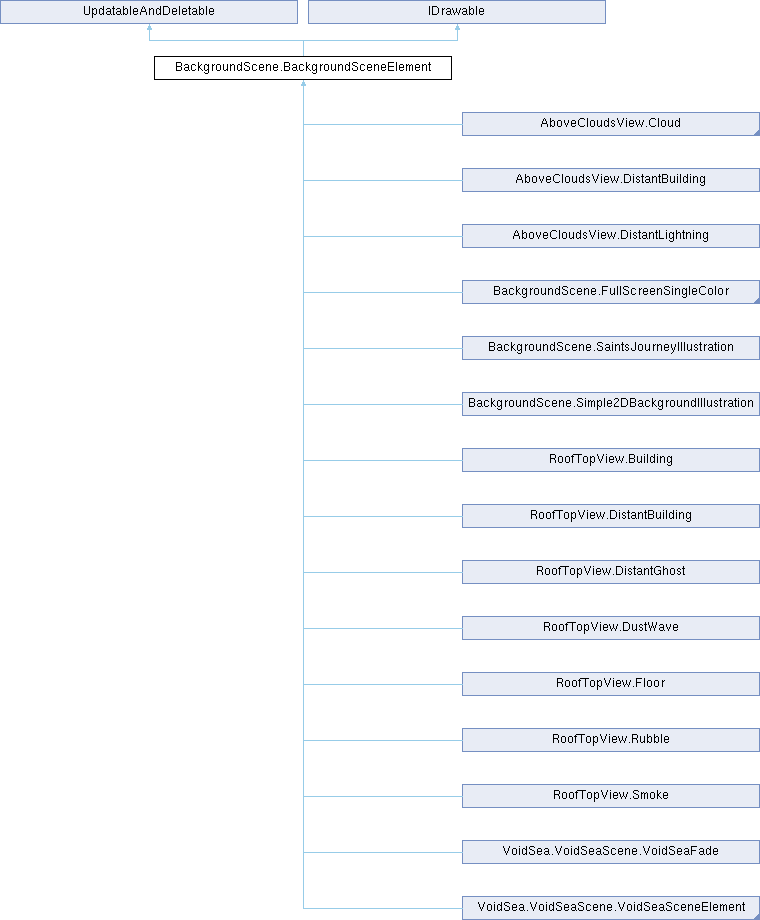 UpdatableAndDeletable
IDrawable
BackgroundScene.BackgroundSceneElement
AboveCloudsView.Cloud
AboveCloudsView.DistantBuilding
AboveCloudsView.DistantLightning
BackgroundScene.FullScreenSingleColor
BackgroundScene.SaintsJourneyIllustration
BackgroundScene.Simple2DBackgroundIllustration
RoofTopView.Building
RoofTopView.DistantBuilding
RoofTopView.DistantGhost
RoofTopView.DustWave
RoofTopView.Floor
RoofTopView.Rubble
RoofTopView.Smoke
VoidSea.VoidSeaScene.VoidSeaFade
VoidSea.VoidSeaScene.VoidSeaSceneElement